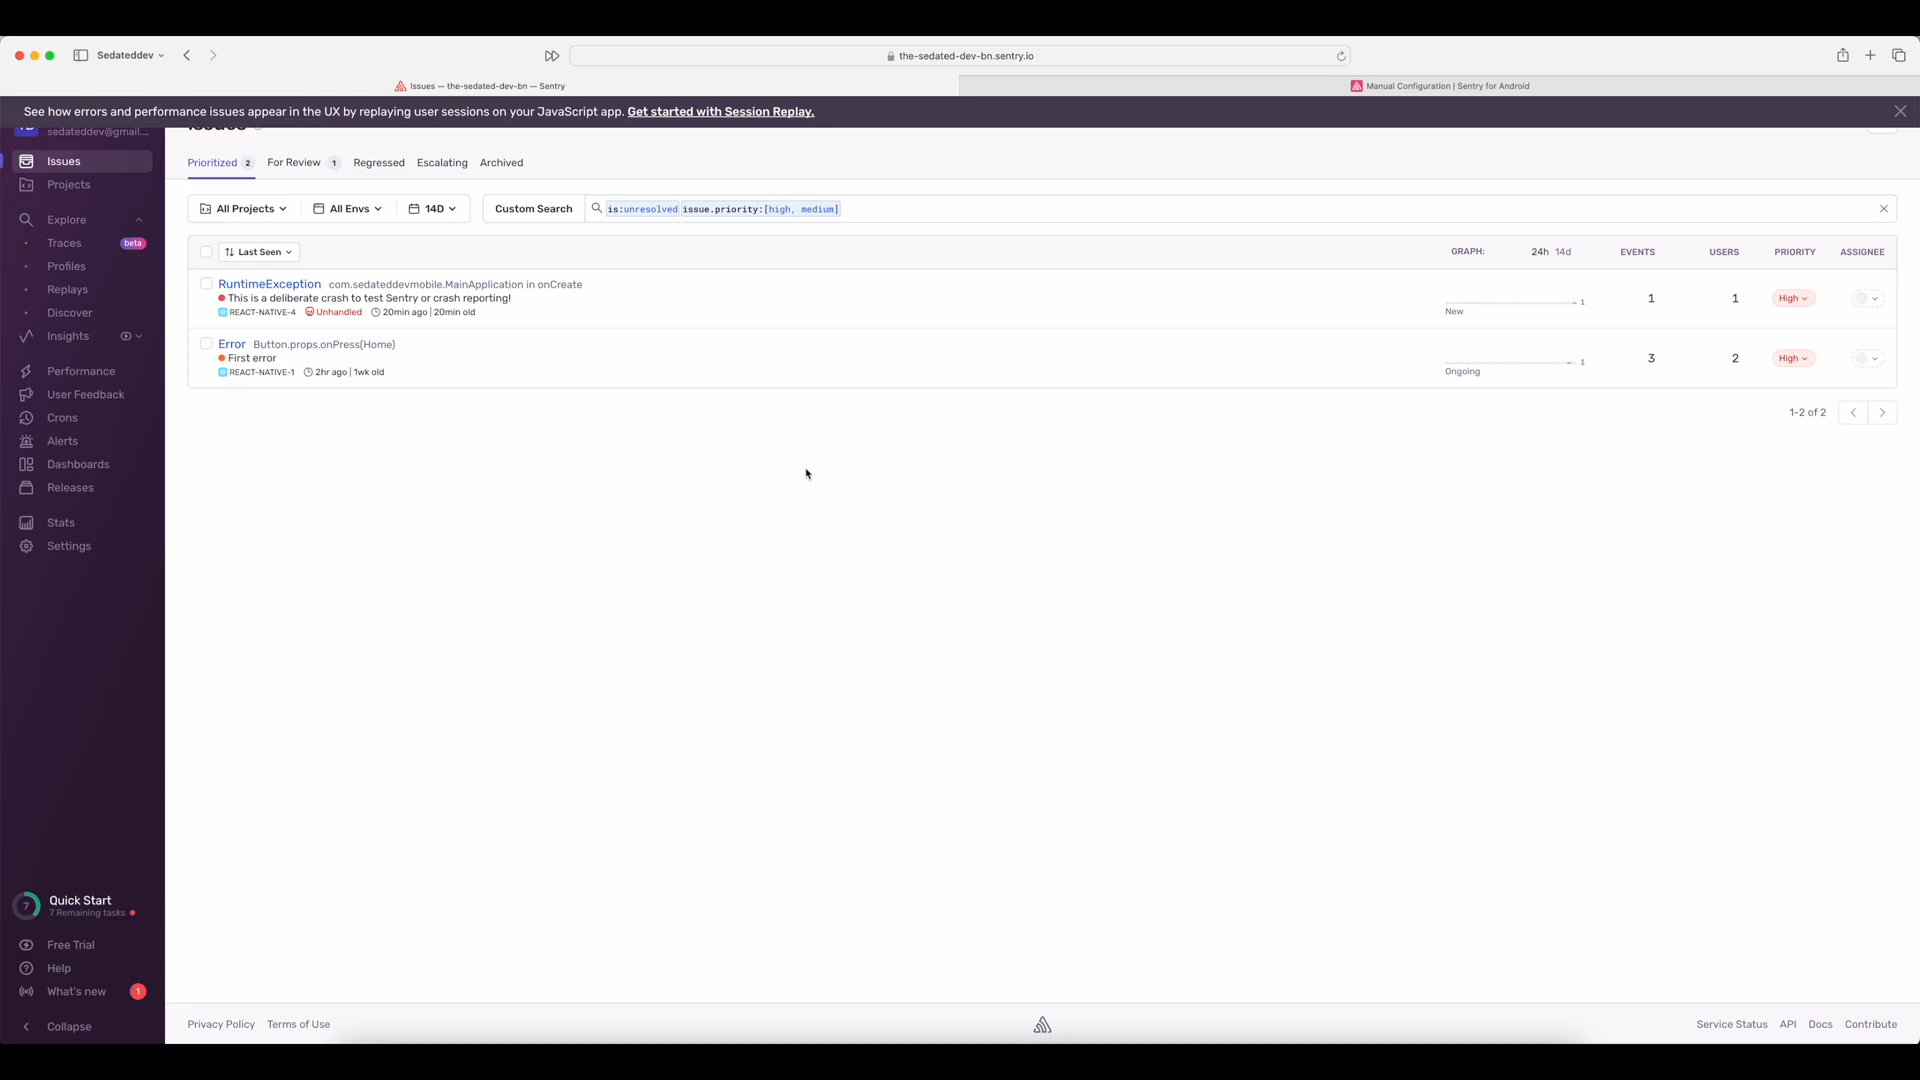 Sedateddev
the-sedated-dev-bn.sentry.io
Issues — the-sedated-dev-bn — Sentry
Manual Configuration | Sentry for Android
See how errors and performance issues appear in the UX by replaying user sessions on your JavaScript app. Get started with Session Replay.
sedateddev@gmail....
Issues
Projects
Explore
Traces beta
Profiles
Replays
Discover
Insights
Performance
User Feedback
Crons
Alerts
Dashboards
Releases
Stats
Settings
7
Quick Start
7 Remaining tasks
Free Trial
Help
What's new 1
Collapse
Issues
Prioritized 2 For Review 1 Regressed Escalating Archived
All Projects All Envs 14D Custom Search is:unresolved issue.priority:[high, medium]
Last Seen GRAPH: 24h 14d EVENTS USERS PRIORITY ASSIGNEE
RuntimeException com.sedateddevmobile.MainApplication in onCreate
This is a deliberate crash to test Sentry or crash reporting!
REACT-NATIVE-4 Unhandled 20min ago | 20min old
1
New
1 1 High
Error Button.props.onPress(Home)
First error
REACT-NATIVE-1 2hr ago | 1wk old
1
Ongoing
3 2 High
1-2 of 2
Privacy Policy Terms of Use
Service Status API Docs Contribute